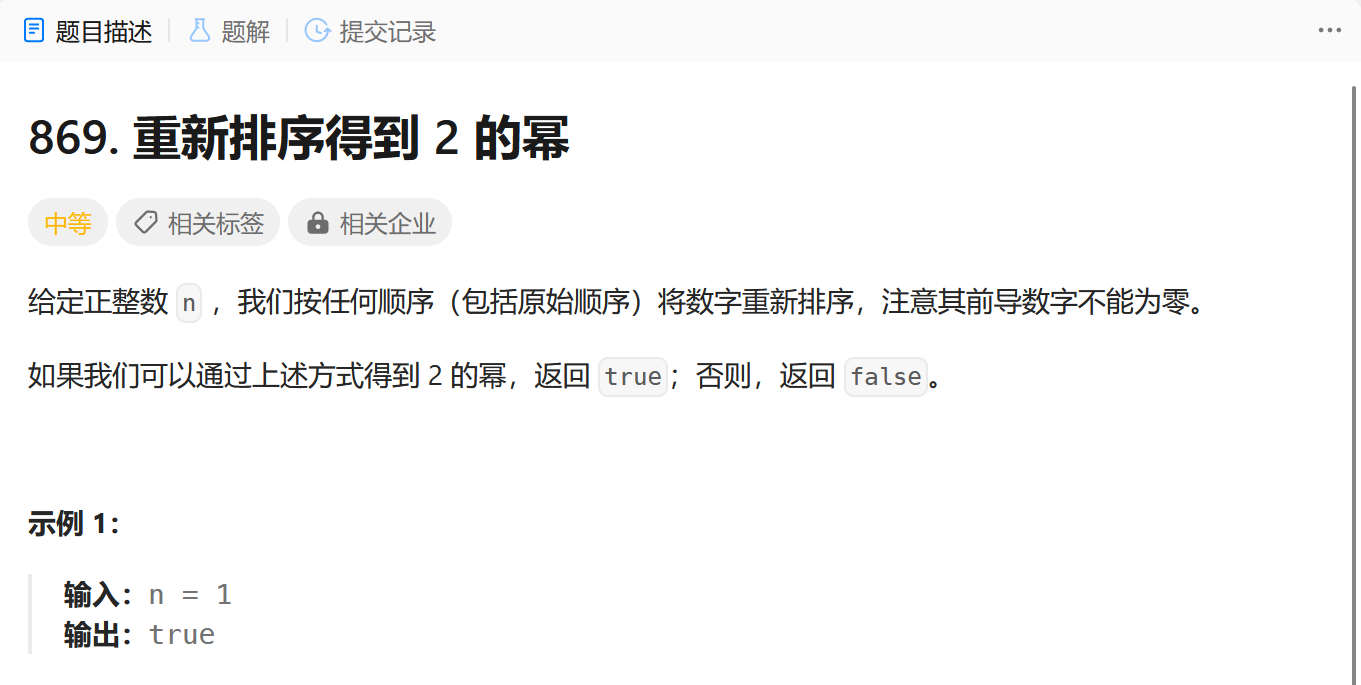 题目描述 题解 提交记录
869. 重新排序得到 2 的幂
中等 相关标签 相关企业
给定正整数 n ，我们按任何顺序（包括原始顺序）将数字重新排序，注意其前导数字不能为零。
如果我们可以通过上述方式得到 2 的幂，返回 true；否则，返回 false。
示例 1：
输入：n = 1
输出：true